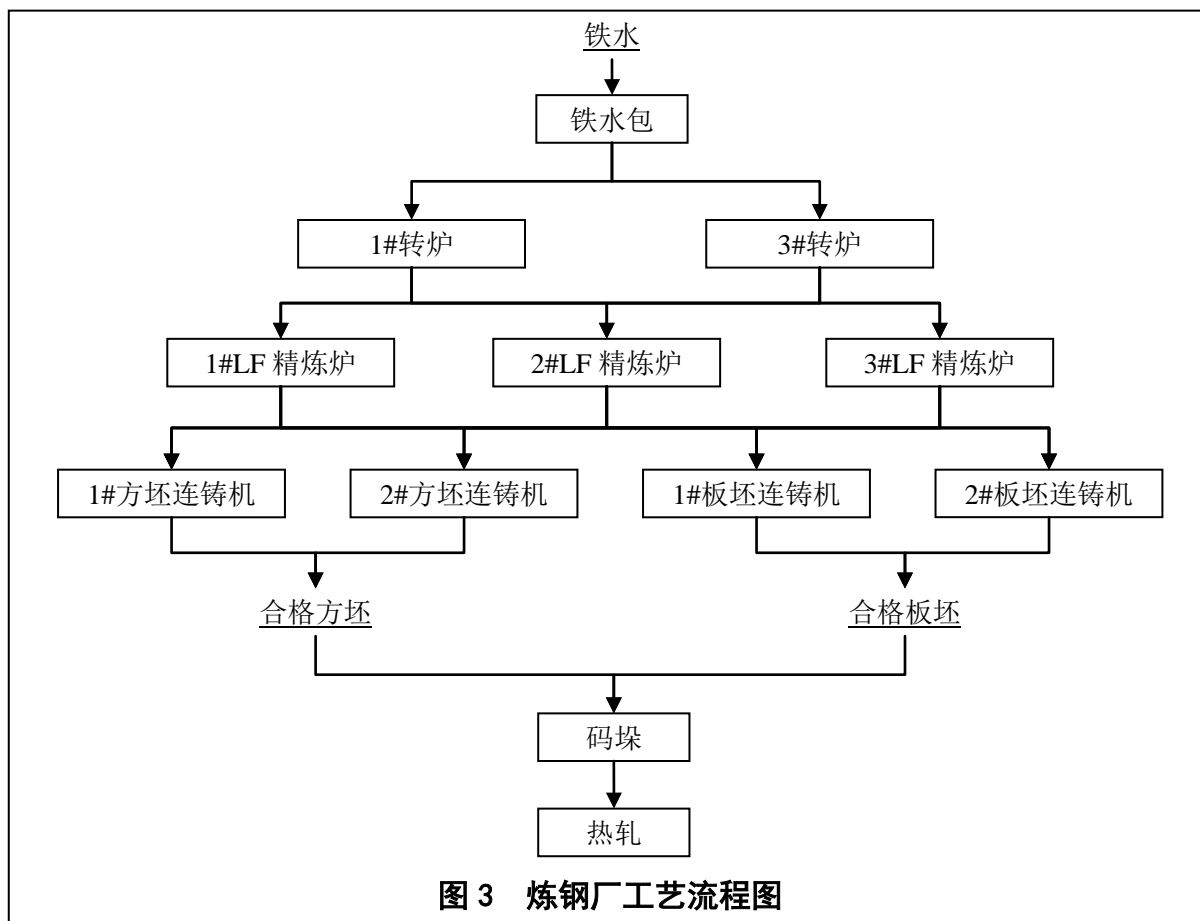 铁水
铁水包
1#转炉
3#转炉
1#LF 精炼炉
2#LF 精炼炉
3#LF 精炼炉
1#方坯连铸机
2#方坯连铸机
1#板坯连铸机
2#板坯连铸机
合格方坯
合格板坯
码垛
热轧
图 3 炼钢厂工艺流程图